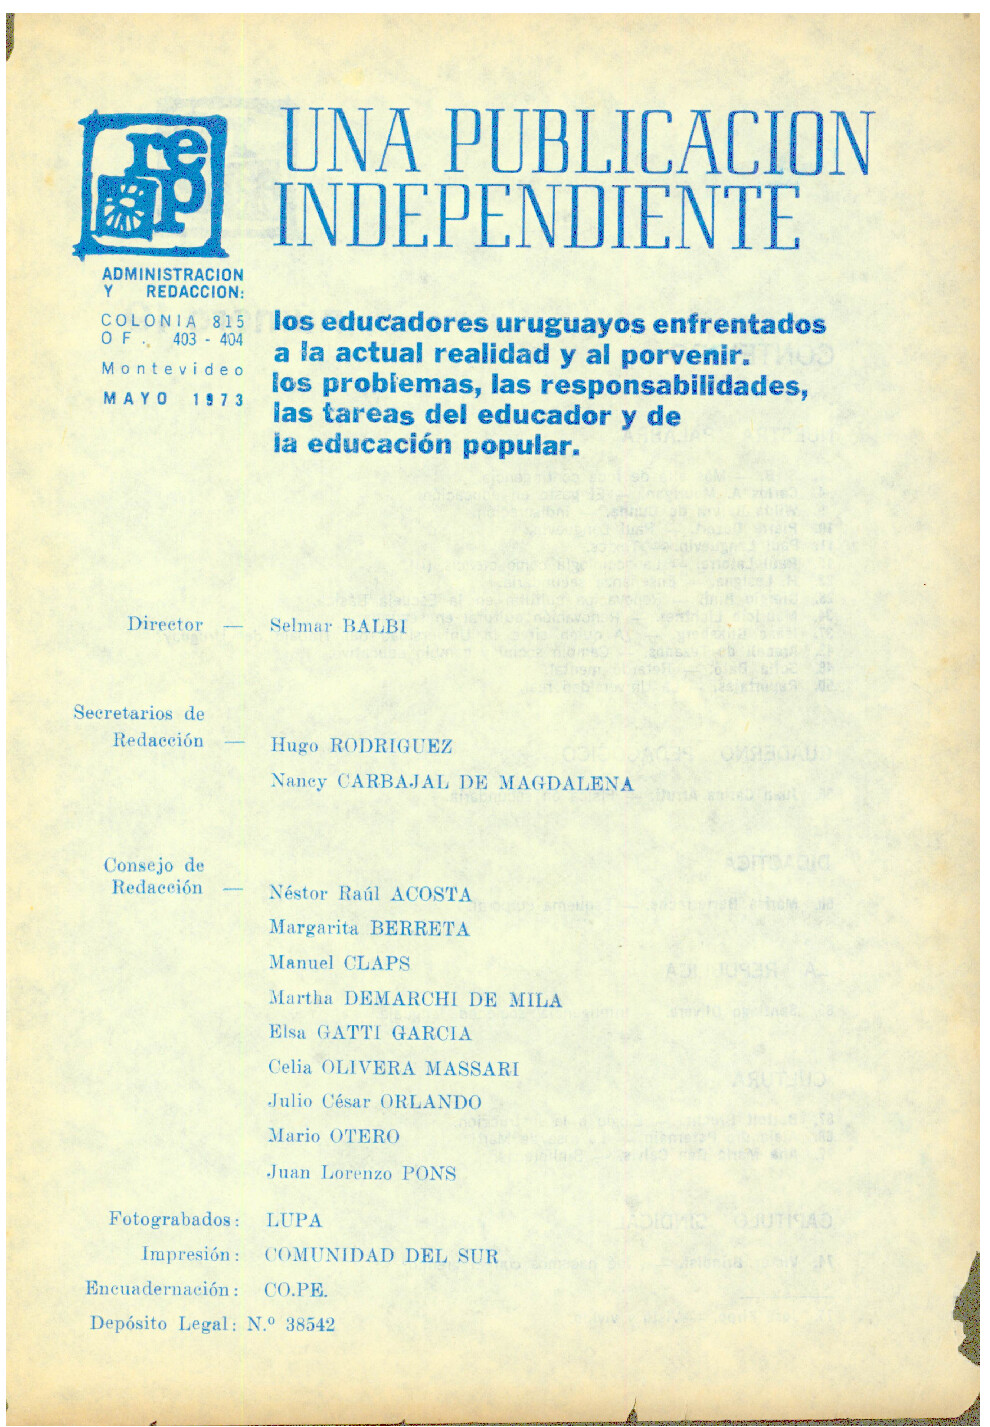 rep
UNA PUBLICACION
INDEPENDIENTE
ADMINISTRACION
Y REDACCION:
COLONIA 815
OF. 403 - 404
Montevideo
MAYO 1973
los educadores uruguayos enfrentados
a la actual realidad y al porvenir.
los problemas, las responsabilidades,
las tareas del educador y de
la educación popular.
Director — Selmar BALBI
Secretarios de
Redacción — Hugo RODRIGUEZ
Nancy CARBAJAL DE MAGDALENA
Consejo de
Redacción — Néstor Raúl ACOSTA
Margarita BERRETA
Manuel CLAPS
Martha DEMARCHI DE MILA
Elsa GATTI GARCIA
Celia OLIVERA MASSARI
Julio César ORLANDO
Mario OTERO
Juan Lorenzo PONS
Fotograbados: LUPA
Impresión: COMUNIDAD DEL SUR
Encuadernación: CO.PE.
Depósito Legal: N.º 38542